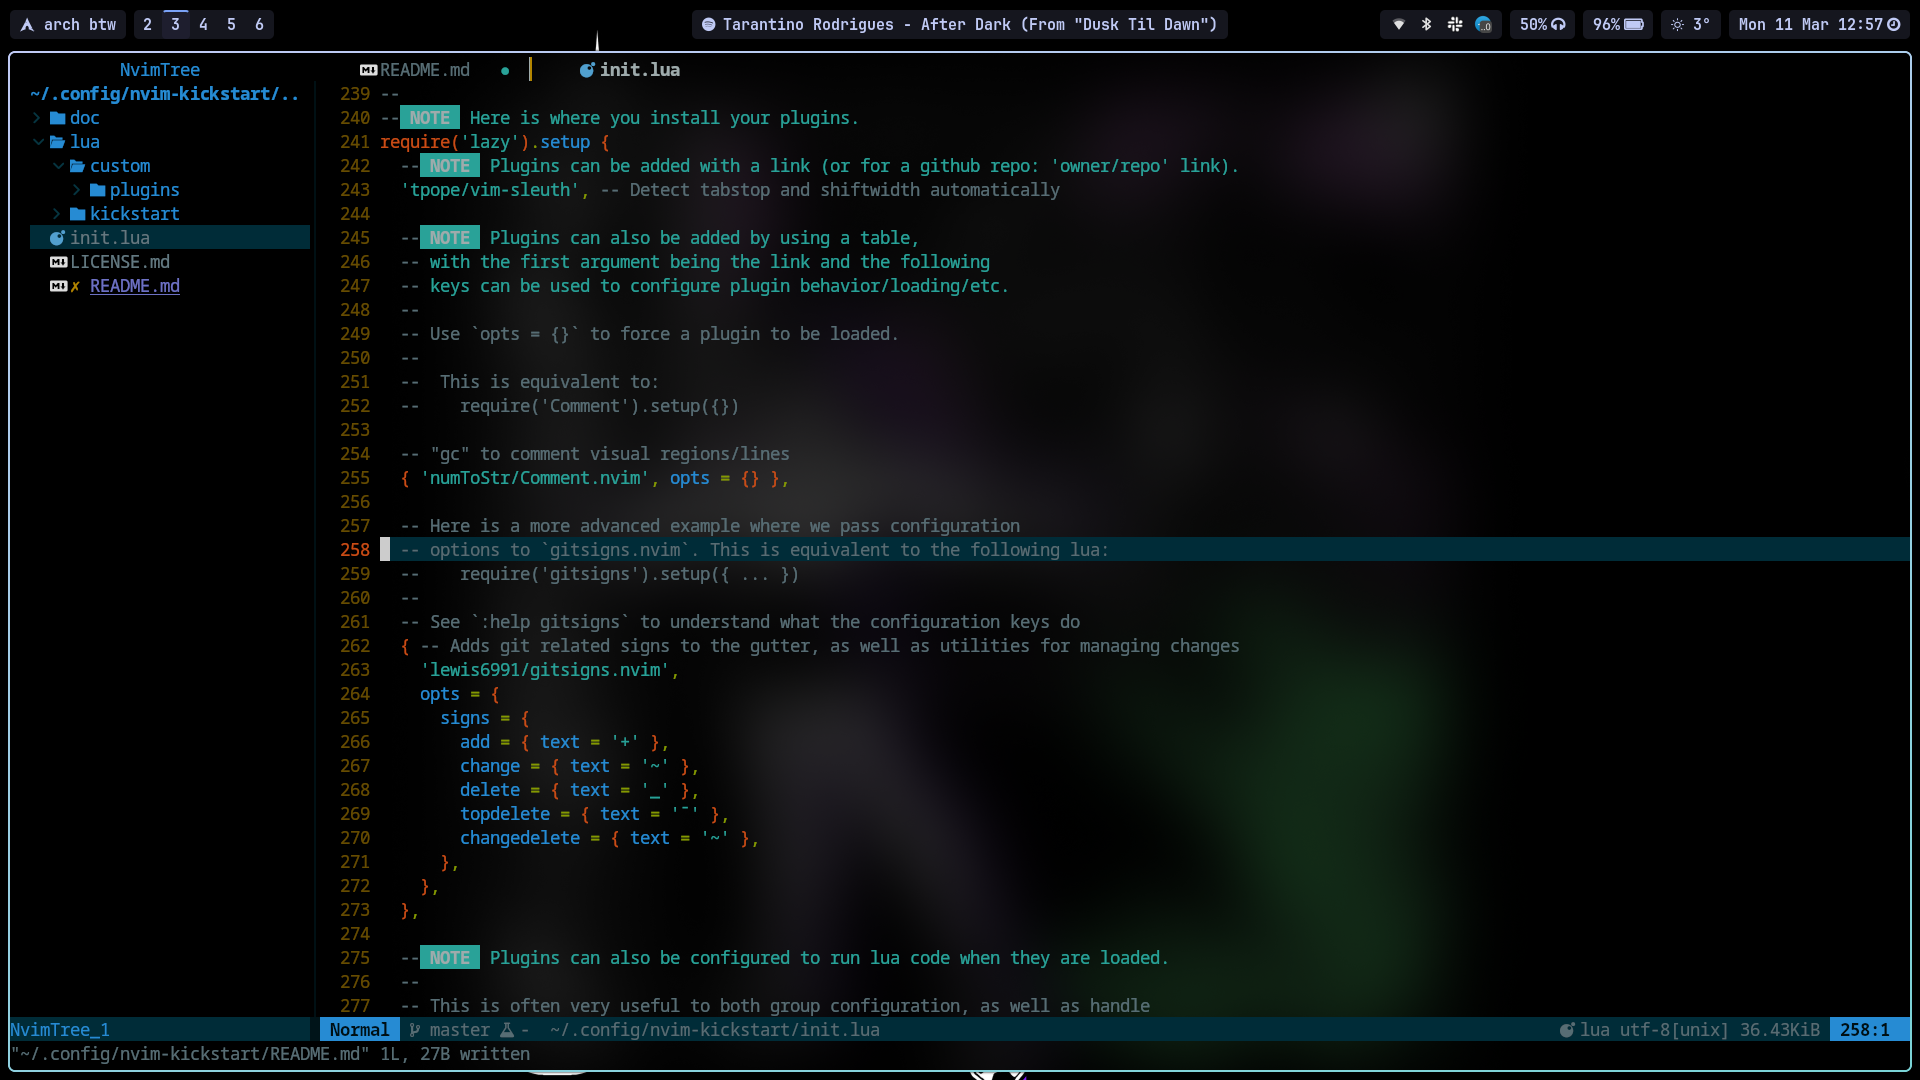 arch btw 2 3 4 5 6 Tarantino Rodrigues - After Dark (From "Dusk Til Dawn") 50% 96% 3° Mon 11 Mar 12:57
NvimTree README.md init.lua
~/.config/nvim-kickstart/..
doc
lua
custom
plugins
kickstart
init.lua
LICENSE.md
✗ README.md
239 --
240 -- NOTE Here is where you install your plugins.
241 require('lazy').setup {
242 -- NOTE Plugins can be added with a link (or for a github repo: 'owner/repo' link).
243 'tpope/vim-sleuth', -- Detect tabstop and shiftwidth automatically
244
245 -- NOTE Plugins can also be added by using a table,
246 -- with the first argument being the link and the following
247 -- keys can be used to configure plugin behavior/loading/etc.
248 --
249 -- Use `opts = {}` to force a plugin to be loaded.
250 --
251 -- This is equivalent to:
252 -- require('Comment').setup({})
253
254 -- "gc" to comment visual regions/lines
255 { 'numToStr/Comment.nvim', opts = {} },
256
257 -- Here is a more advanced example where we pass configuration
258 -- options to `gitsigns.nvim`. This is equivalent to the following lua:
259 -- require('gitsigns').setup({ ... })
260 --
261 -- See `:help gitsigns` to understand what the configuration keys do
262 { -- Adds git related signs to the gutter, as well as utilities for managing changes
263 'lewis6991/gitsigns.nvim',
264 opts = {
265 signs = {
266 add = { text = '+' },
267 change = { text = '~' },
268 delete = { text = '_' },
269 topdelete = { text = '‾' },
270 changedelete = { text = '~' },
271 },
272 },
273 },
274
275 -- NOTE Plugins can also be configured to run lua code when they are loaded.
276 --
277 -- This is often very useful to both group configuration, as well as handle
NvimTree_1 Normal master - ~/.config/nvim-kickstart/init.lua lua utf-8[unix] 36.43KiB 258:1
"~/.config/nvim-kickstart/README.md" 1L, 27B written